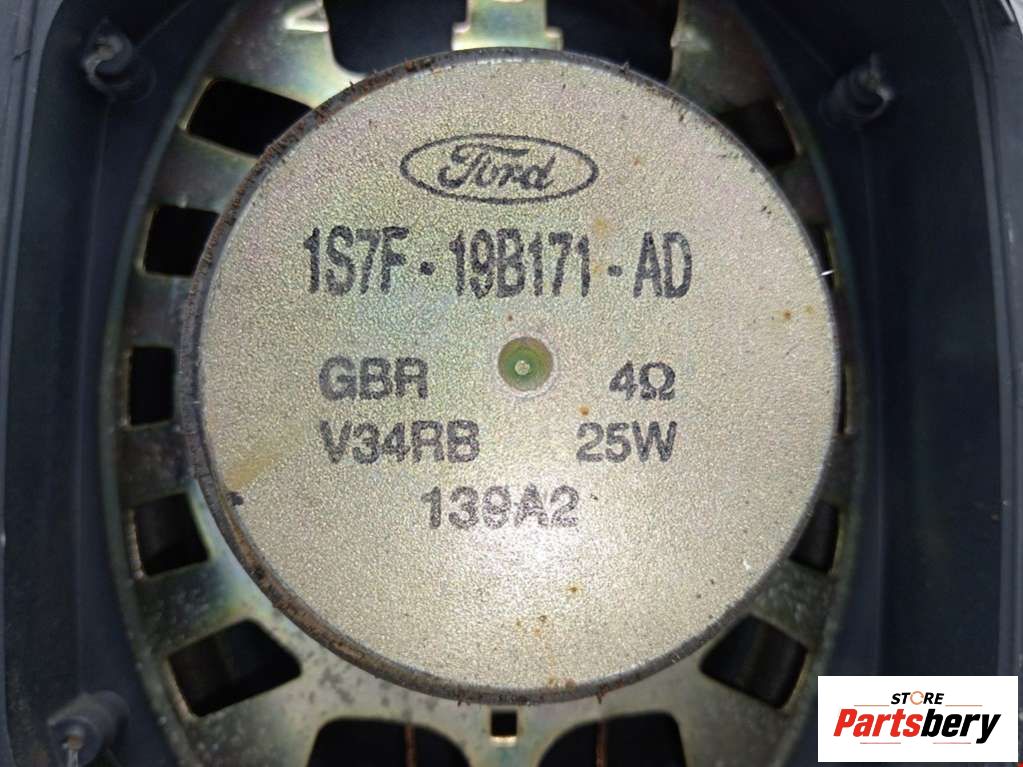 Ford
1S7F - 19B171 - AD
GBR 4Ω
V34RB 25W
139A2
STORE
Partsbery